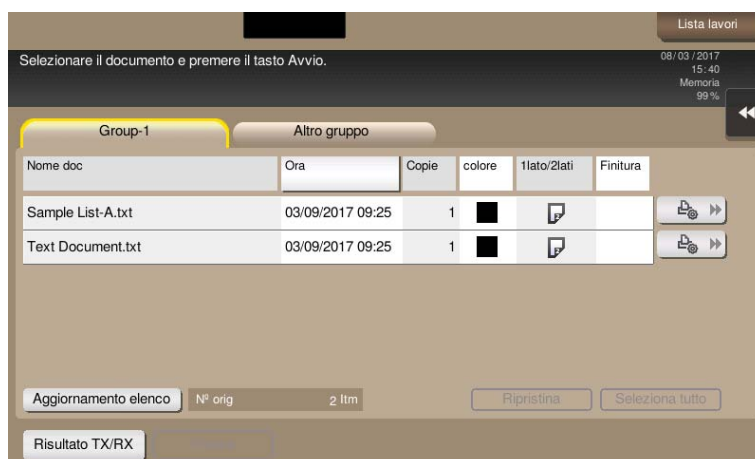 Lista lavori
Selezionare il documento e premere il tasto Avvio.
08/03/2017
15:40
Memoria
99%
Group-1
Altro gruppo
Nome doc Ora Copie colore 1lato/2lati Finitura
Sample List-A.txt 03/09/2017 09:25 1
Text Document.txt 03/09/2017 09:25 1
Aggiornamento elenco Nº orig 2 Itm Ripristina Seleziona tutto
Risultato TX/RX